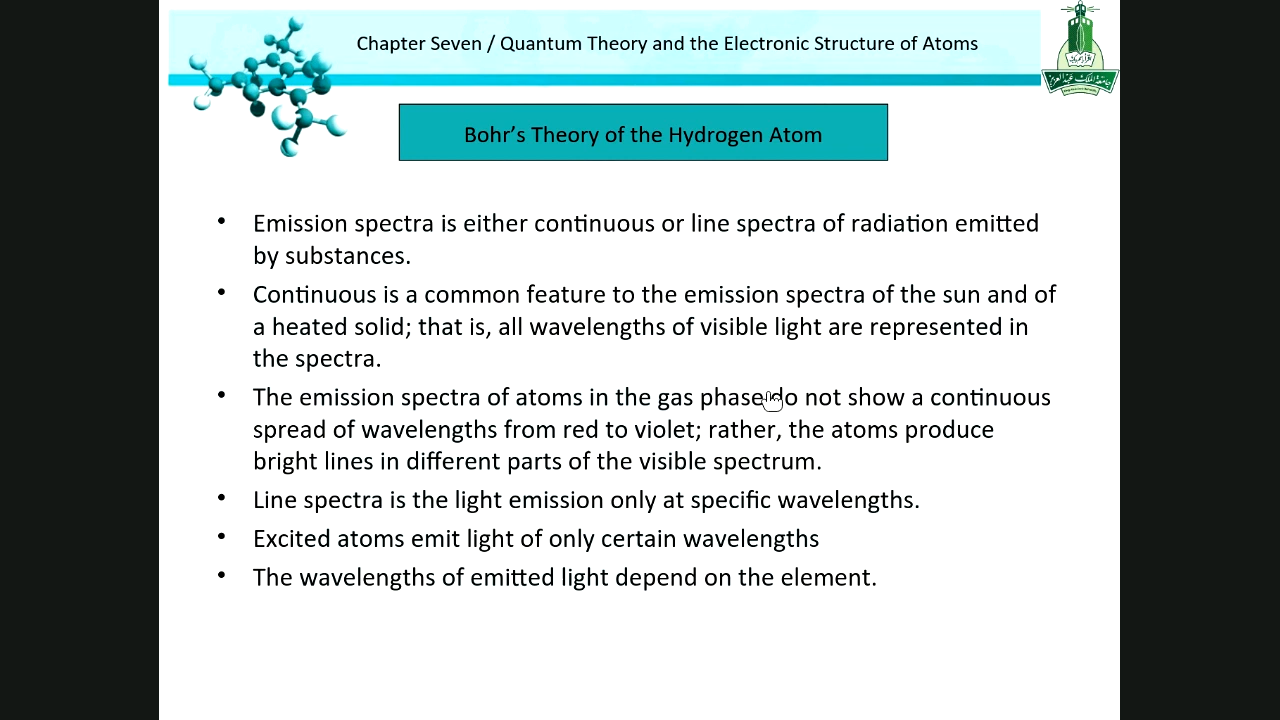 Chapter Seven / Quantum Theory and the Electronic Structure of Atoms
جامعة الملك عبدالعزيز
Bohr’s Theory of the Hydrogen Atom
• Emission spectra is either continuous or line spectra of radiation emitted
by substances.
• Continuous is a common feature to the emission spectra of the sun and of
a heated solid; that is, all wavelengths of visible light are represented in
the spectra.
• The emission spectra of atoms in the gas phase do not show a continuous
spread of wavelengths from red to violet; rather, the atoms produce
bright lines in different parts of the visible spectrum.
• Line spectra is the light emission only at specific wavelengths.
• Excited atoms emit light of only certain wavelengths
• The wavelengths of emitted light depend on the element.